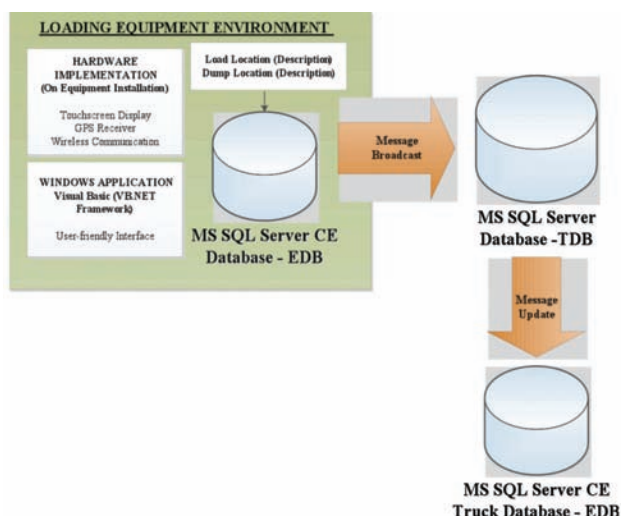 LOADING EQUIPMENT ENVIRONMENT
HARDWARE
IMPLEMENTATION
(On Equipment Installation)
Touchscreen Display
GPS Receiver
Wireless Communication
WINDOWS APPLICATION
Visual Basic (VB.NET
Framework)
User-friendly Interface
Load Location (Description)
Dump Location (Description)
MS SQL Server CE
Database - EDB
Message
Broadcast
MS SQL Server
Database -TDB
Message
Update
MS SQL Server CE
Truck Database - EDB